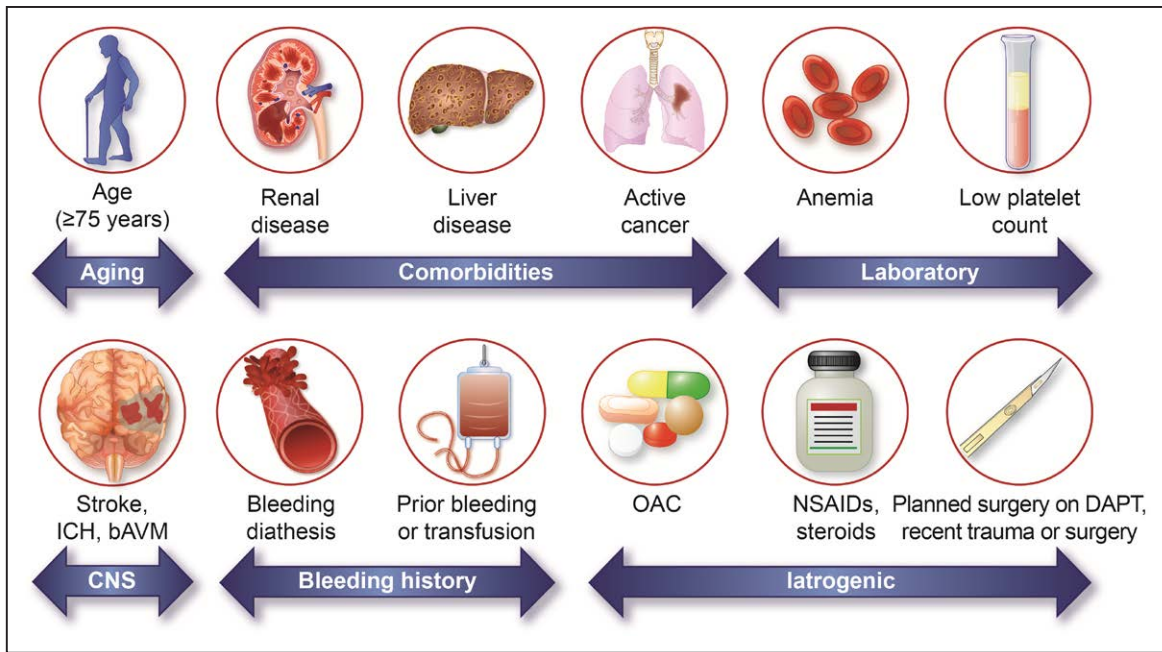 Age
(≥75 years)
Renal
disease
Liver
disease
Active
cancer
Anemia
Low platelet
count
Aging
Comorbidities
Laboratory
Stroke,
ICH, bAVM
Bleeding
diathesis
Prior bleeding
or transfusion
OAC
NSAIDs,
steroids
Planned surgery on DAPT,
recent trauma or surgery
CNS
Bleeding history
Iatrogenic